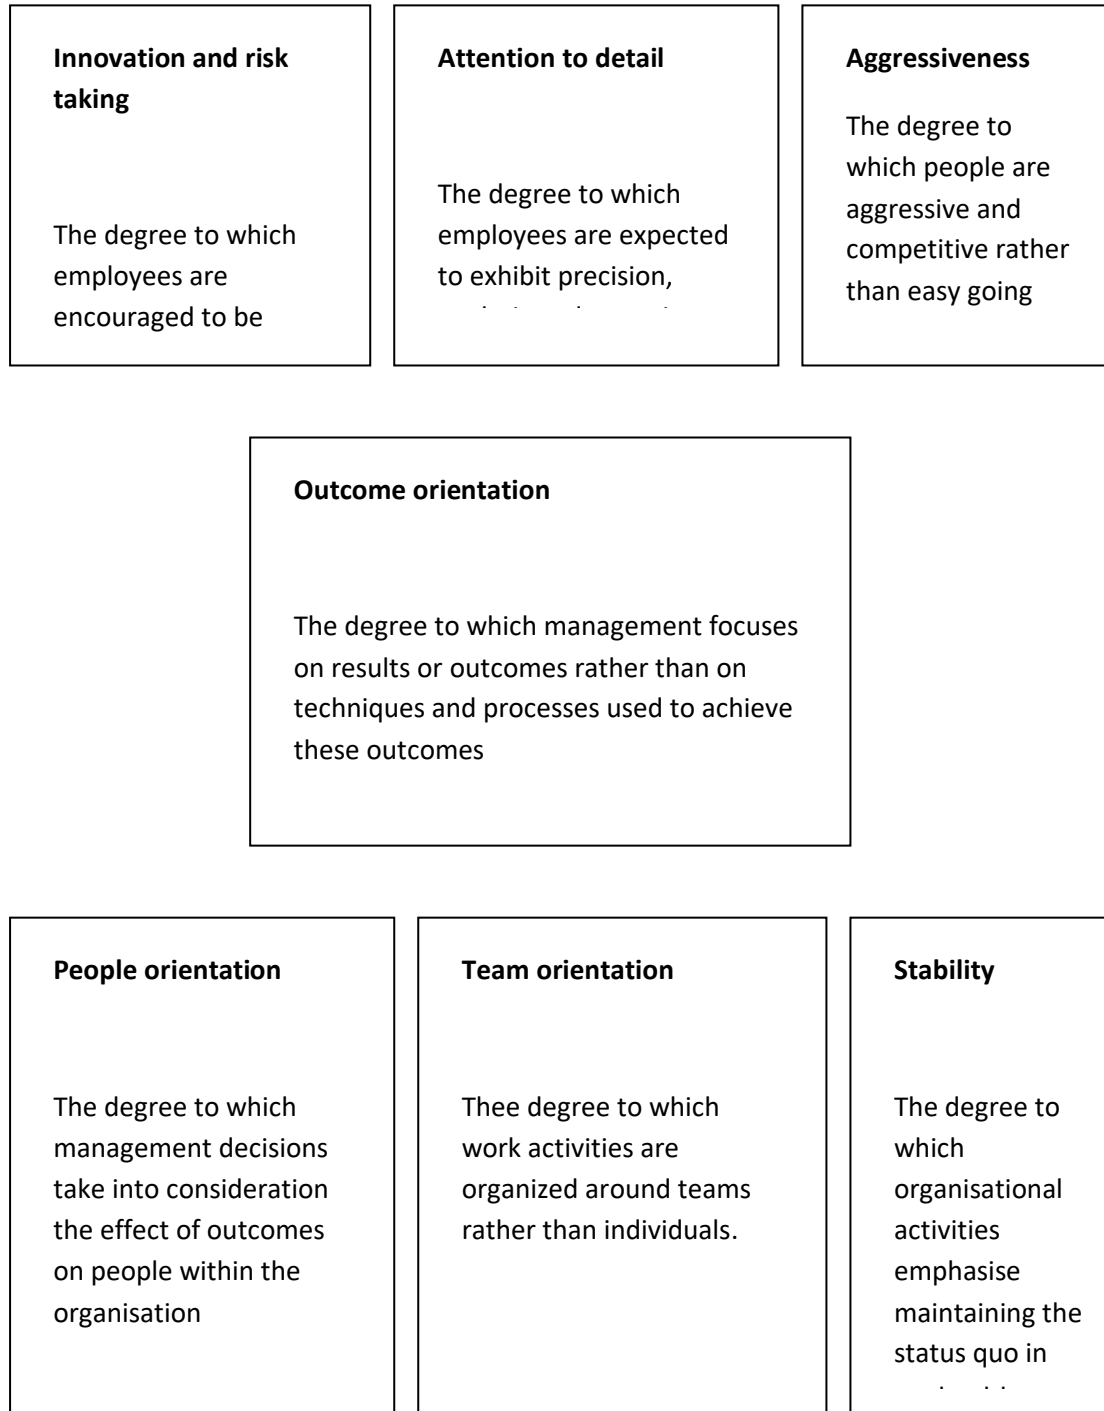 Innovation and risk
taking
The degree to which
employees are
encouraged to be
Attention to detail
The degree to which
employees are expected
to exhibit precision,
Aggressiveness
The degree to
which people are
aggressive and
competitive rather
than easy going
Outcome orientation
The degree to which management focuses
on results or outcomes rather than on
techniques and processes used to achieve
these outcomes
People orientation
The degree to which
management decisions
take into consideration
the effect of outcomes
on people within the
organisation
Team orientation
Thee degree to which
work activities are
organized around teams
rather than individuals.
Stability
The degree to
which
organisational
activities
emphasise
maintaining the
status quo in